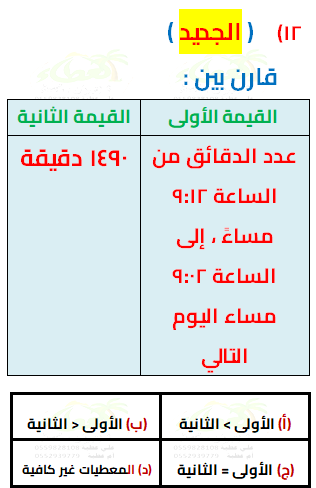 ١٢) ( الجديد )
قارن بين :
القيمة الأولى
القيمة الثانية
عدد الدقائق من
الساعة ٩:١٢
مساءً ، إلى
الساعة ٩:٠٢
مساء اليوم
التالي
١٤٩٠ دقيقة
(أ) الأولى > الثانية
(ب) الأولى < الثانية
(ج) الأولى = الثانية
(د) المعطيات غير كافية